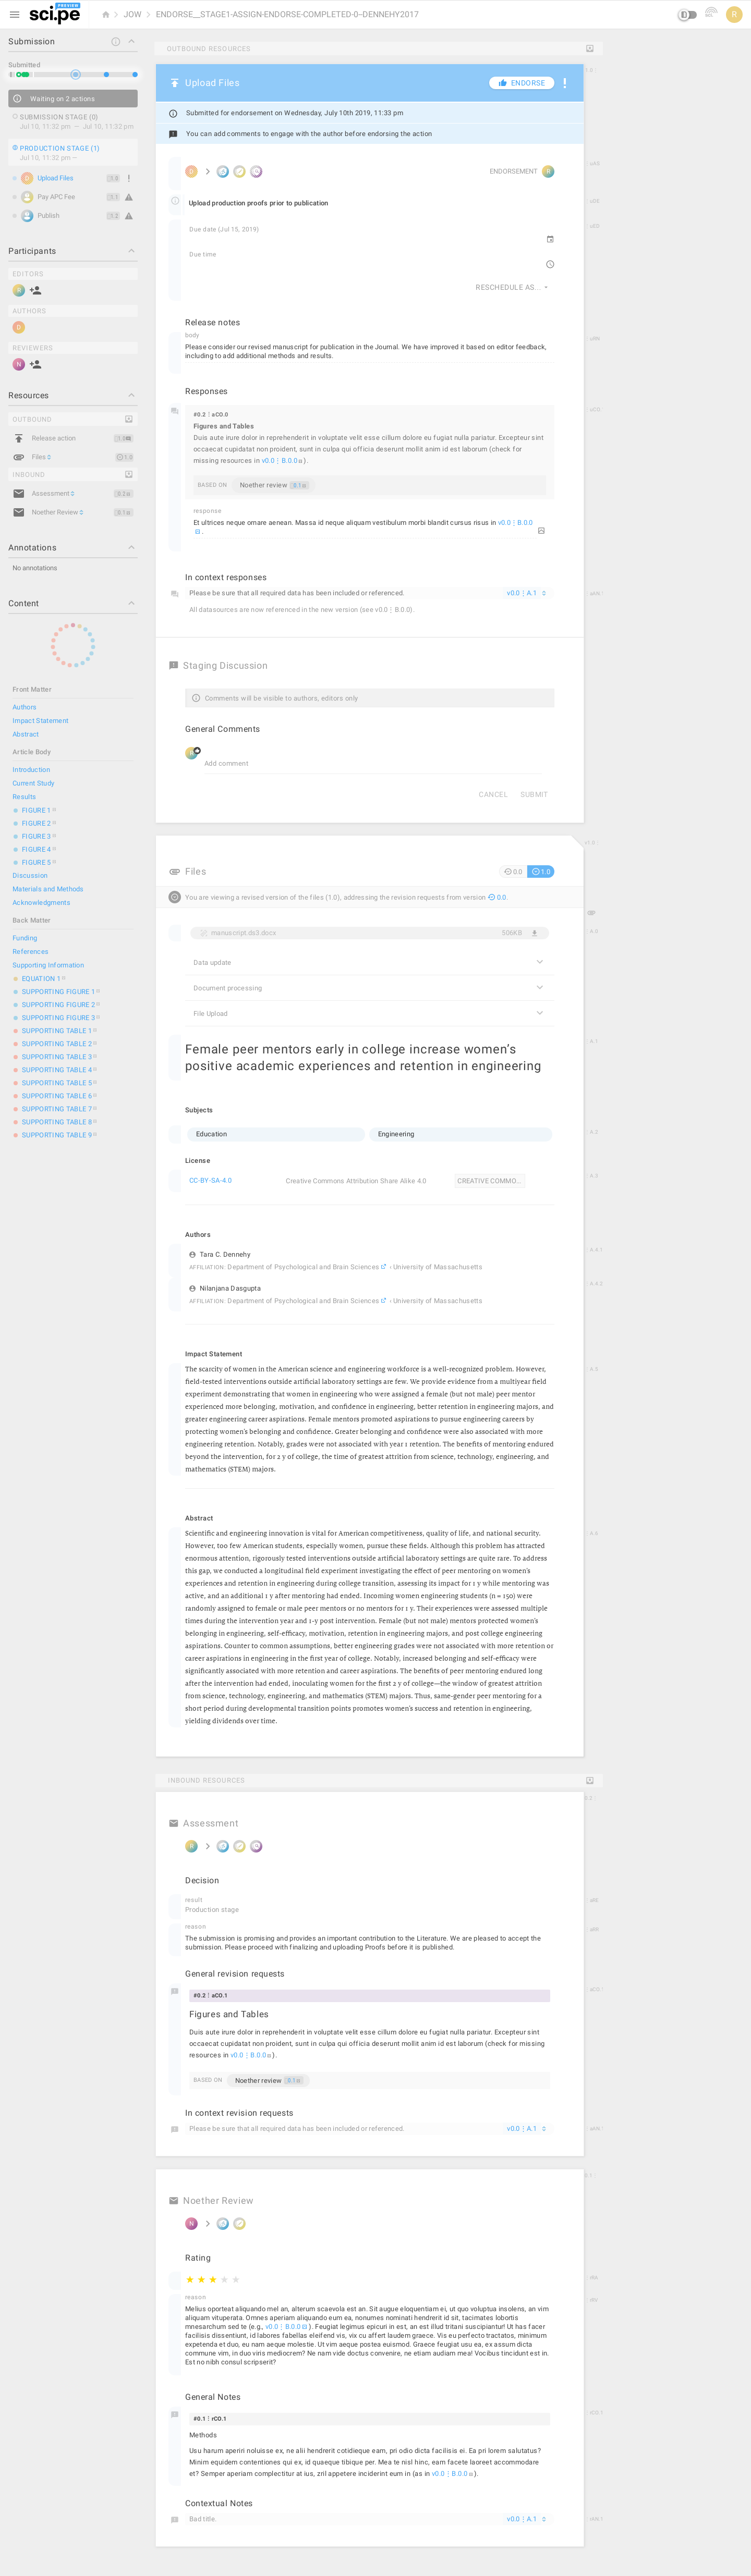 sci.pe
PREVIEW
JOW
ENDORSE__STAGE1-ASSIGN-ENDORSE-COMPLETED-0--DENNEHY2017
R
Submission
Submitted
Waiting on 2 actions
SUBMISSION STAGE (0)
Jul 10, 11:32 pm — Jul 10, 11:32 pm
PRODUCTION STAGE (1)
Jul 10, 11:32 pm —
Upload Files
Pay APC Fee
Publish
Participants
EDITORS
AUTHORS
D
REVIEWERS
N
Resources
OUTBOUND
Release action
Files
INBOUND
Assessment
Noether Review
Annotations
No annotations
Content
Front Matter
Authors
Impact Statement
Abstract
Article Body
Introduction
Current Study
Results
FIGURE 1
FIGURE 2
FIGURE 3
FIGURE 4
FIGURE 5
Discussion
Materials and Methods
Acknowledgments
Back Matter
Funding
References
Supporting Information
EQUATION 1
SUPPORTING FIGURE 1
SUPPORTING FIGURE 2
SUPPORTING FIGURE 3
SUPPORTING TABLE 1
SUPPORTING TABLE 2
SUPPORTING TABLE 3
SUPPORTING TABLE 4
SUPPORTING TABLE 5
SUPPORTING TABLE 6
SUPPORTING TABLE 7
SUPPORTING TABLE 8
SUPPORTING TABLE 9
OUTBOUND RESOURCES
Upload Files
ENDORSE
Submitted for endorsement on Wednesday, July 10th 2019, 11:33 pm
You can add comments to engage with the author before endorsing the action
ENDORSEMENT
Upload production proofs prior to publication
Due date (Jul 15, 2019)
Due time
RESCHEDULE AS...
Release notes
body
Please consider our revised manuscript for publication in the Journal. We have improved it based on editor feedback,
including to add additional methods and results.
Responses
#0.2⋮aCO.0
Figures and Tables
Duis aute irure dolor in reprehenderit in voluptate velit esse cillum dolore eu fugiat nulla pariatur. Excepteur sint
occaecat cupidatat non proident, sunt in culpa qui officia deserunt mollit anim id est laborum (check for
missing resources in v0.0⋮B.0.0).
BASED ON Noether review
response
Et ultrices neque ornare aenean. Massa id neque aliquam vestibulum morbi blandit cursus risus in v0.0⋮B.0.0
.
In context responses
Please be sure that all required data has been included or referenced. v0.0⋮A.1
All datasources are now referenced in the new version (see v0.0⋮B.0.0).
Staging Discussion
Comments will be visible to authors, editors only
General Comments
Add comment
CANCEL SUBMIT
Files
0.0 1.0
You are viewing a revised version of the files (1.0), addressing the revision requests from version 0.0.
manuscript.ds3.docx 506KB
Data update
Document processing
File Upload
Female peer mentors early in college increase women’s
positive academic experiences and retention in engineering
Subjects
Education Engineering
License
CC-BY-SA-4.0 Creative Commons Attribution Share Alike 4.0 CREATIVE COMMO...
Authors
Tara C. Dennehy
AFFILIATION: Department of Psychological and Brain Sciences · University of Massachusetts
Nilanjana Dasgupta
AFFILIATION: Department of Psychological and Brain Sciences · University of Massachusetts
Impact Statement
The scarcity of women in the American science and engineering workforce is a well-recognized problem. However,
field-tested interventions outside artificial laboratory settings are few. We provide evidence from a multiyear field
experiment demonstrating that women in engineering who were assigned a female (but not male) peer mentor
experienced more belonging, motivation, and confidence in engineering, better retention in engineering majors, and
greater engineering career aspirations. Female mentors promoted aspirations to pursue engineering careers by
protecting women's belonging and confidence. Greater belonging and confidence were also associated with more
engineering retention. Notably, grades were not associated with year 1 retention. The benefits of mentoring endured
beyond the intervention, for 2 y of college, the time of greatest attrition from science, technology, engineering, and
mathematics (STEM) majors.
Abstract
Scientific and engineering innovation is vital for American competitiveness, quality of life, and national security.
However, too few American students, especially women, pursue these fields. Although this problem has attracted
enormous attention, rigorously tested interventions outside artificial laboratory settings are quite rare. To address
this gap, we conducted a longitudinal field experiment investigating the effect of peer mentoring on women's
experiences and retention in engineering during college transition, assessing its impact for 1 y while mentoring was
active, and an additional 1 y after mentoring had ended. Incoming women engineering students (n = 150) were
randomly assigned to female or male peer mentors or no mentors for 1 y. Their experiences were assessed multiple
times during the intervention year and 1-y post intervention. Female (but not male) mentors protected women's
belonging in engineering, self-efficacy, motivation, retention in engineering majors, and post college engineering
aspirations. Counter to common assumptions, better engineering grades were not associated with more retention or
career aspirations in engineering in the first year of college. Notably, increased belonging and self-efficacy were
significantly associated with more retention and career aspirations. The benefits of peer mentoring endured long
after the intervention had ended, inoculating women for the first 2 y of college—the window of greatest attrition
from science, technology, engineering, and mathematics (STEM) majors. Thus, same-gender peer mentoring for a
short period during developmental transition points promotes women's success and retention in engineering,
yielding dividends over time.
INBOUND RESOURCES
Assessment
Decision
result
Production stage
reason
The submission is promising and provides an important contribution to the Literature. We are pleased to accept the
submission. Please proceed with finalizing and uploading Proofs before it is published.
General revision requests
#0.2⋮aCO.1
Figures and Tables
Duis aute irure dolor in reprehenderit in voluptate velit esse cillum dolore eu fugiat nulla pariatur. Excepteur sint
occaecat cupidatat non proident, sunt in culpa qui officia deserunt mollit anim id est laborum (check for missing
resources in v0.0⋮B.0.0).
BASED ON Noether review
In context revision requests
Please be sure that all required data has been included or referenced. v0.0⋮A.1
Noether Review
N
Rating
reason
Melius oporteat aliquando mel an, alterum scaevola est an. Sit augue eloquentiam ei, ut quo voluptua insolens, an vim
aliquam vituperata. Omnes aperiam aliquando eum ea, nonumes nominati hendrerit id sit, tacimates lobortis
mnesarchum sed te (e.g., v0.0⋮B.0.0). Feugiat legimus epicuri in est, an est illud tritani suscipiantur! Ut has facer
facilisis dissentiunt, id labores fabellas eleifend vis, vix cu affert laudem graece. Vis eu perfecto tractatos, minimum
expetenda et duo, eu nam aeque molestie. Ut vim aeque postea euismod. Graece feugiat usu ea, ex assum dicta
commune vim, in duo viris mediocrem? Ne nam vide doctus convenire, ne etiam audiam mea! Vocibus tincidunt est in.
Est no nibh consul scripserit?
General Notes
#0.1⋮rCO.1
Methods
Usu harum aperiri noluisse ex, ne alii hendrerit cotidieque eam, pri odio dicta facilisis ei. Ea pri lorem salutatus?
Minim equidem contentiones qui ex, id quaeque tibique per. Mea te nisl hinc, eam facete laoreet accommodare
et? Semper aperiam complectitur at ius, zril appetere inciderint eum in (as in v0.0⋮B.0.0).
Contextual Notes
Bad title. v0.0⋮A.1